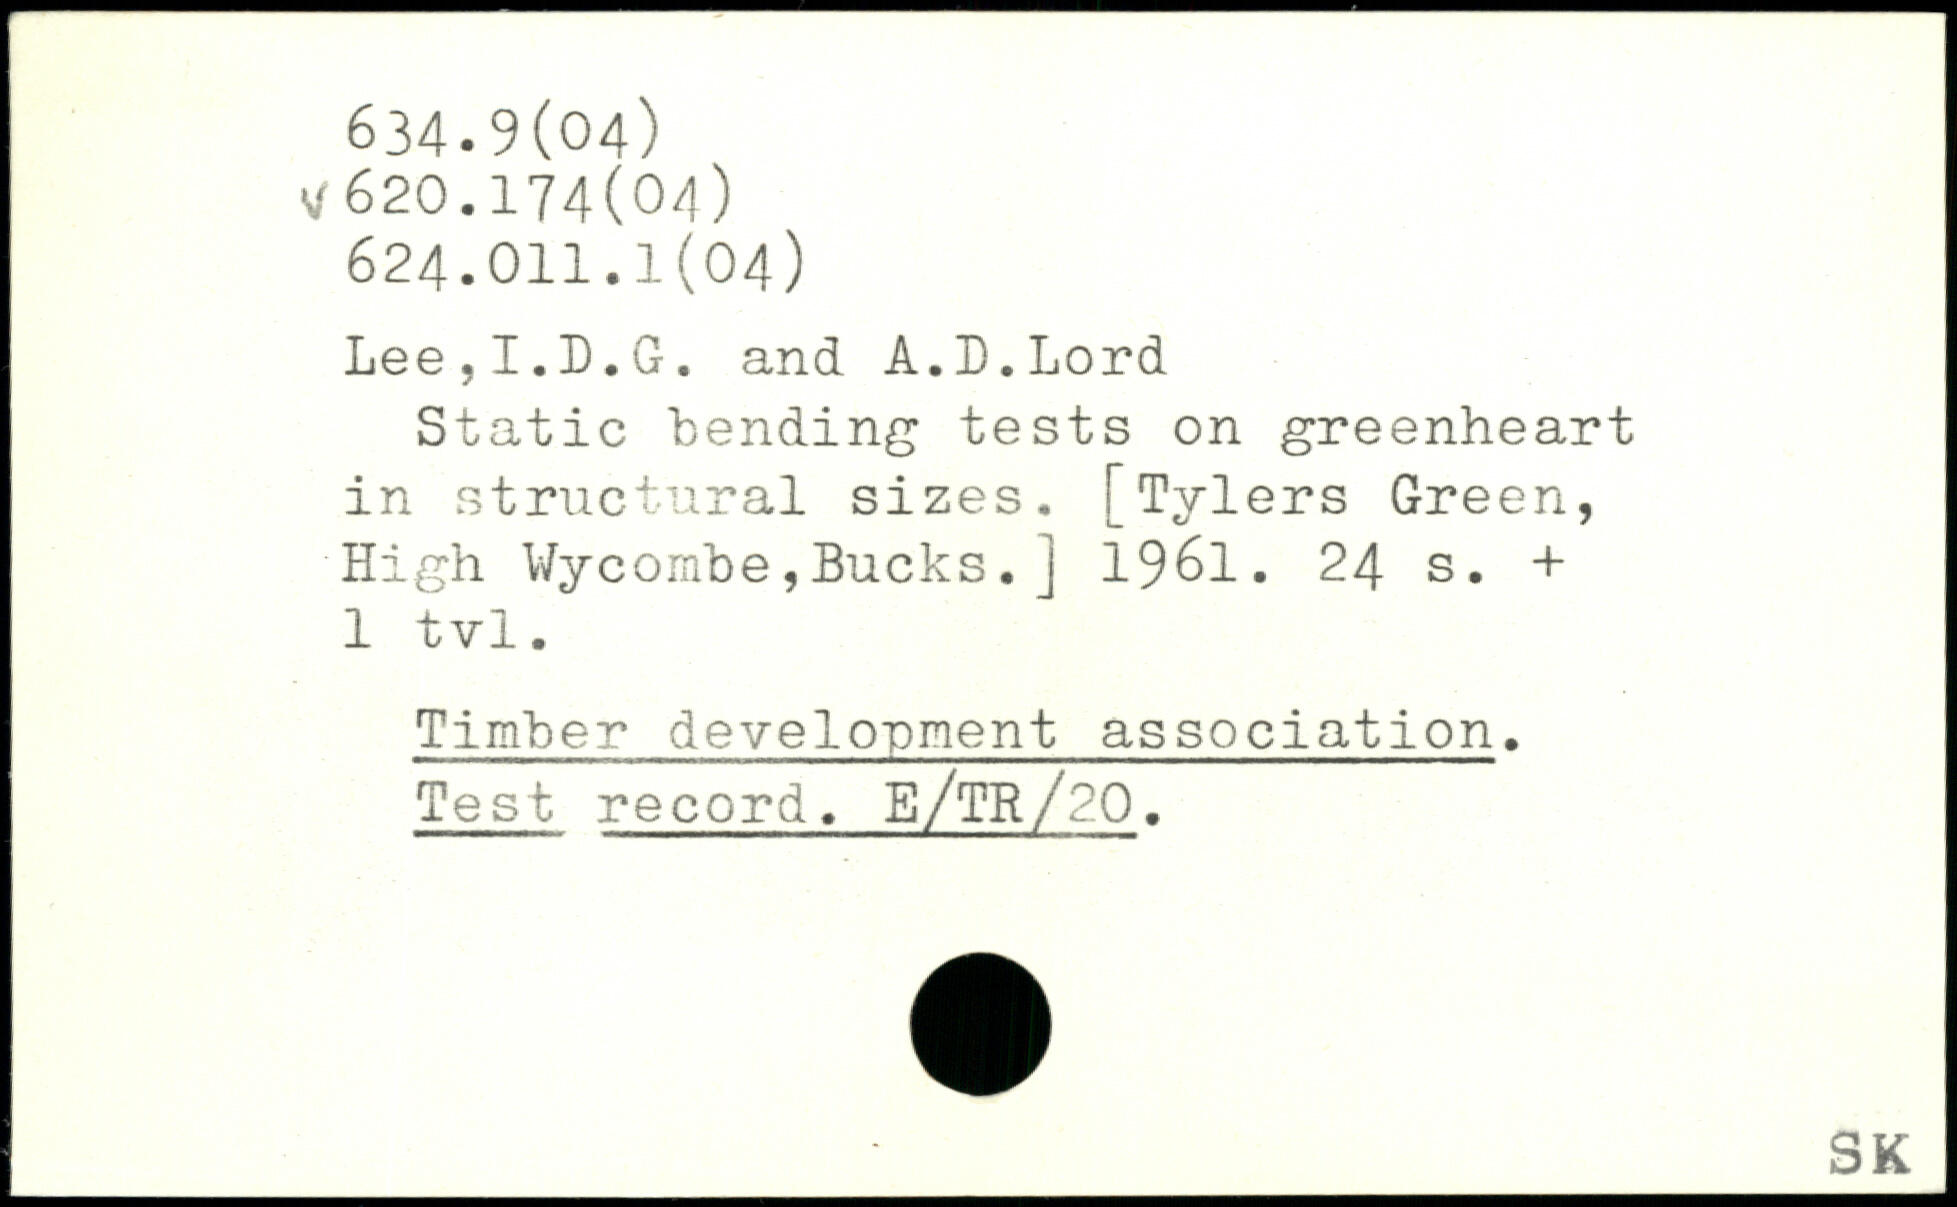 634.9(04)
v 620.174(04)
624.011.1(04)
Lee,I.D.G. and A.D.Lord
Static bending tests on greenheart
in structural sizes. [Tylers Green,
High Wycombe,Bucks.] 1961. 24 s. +
1 tvl.
Timber development association.
Test record. E/TR/20.
SK